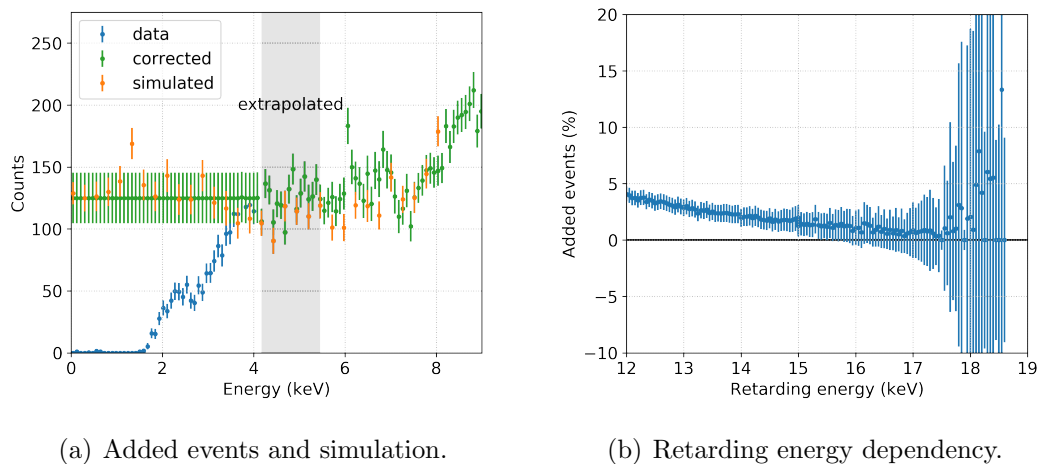 data
corrected
simulated
extrapolated
250
200
150
100
50
0
Counts
0
2
4
6
8
Energy (keV)
20
15
10
5
0
−5
−10
Added events (%)
12
13
14
15
16
17
18
19
Retarding energy (keV)
(a) Added events and simulation.
(b) Retarding energy dependency.